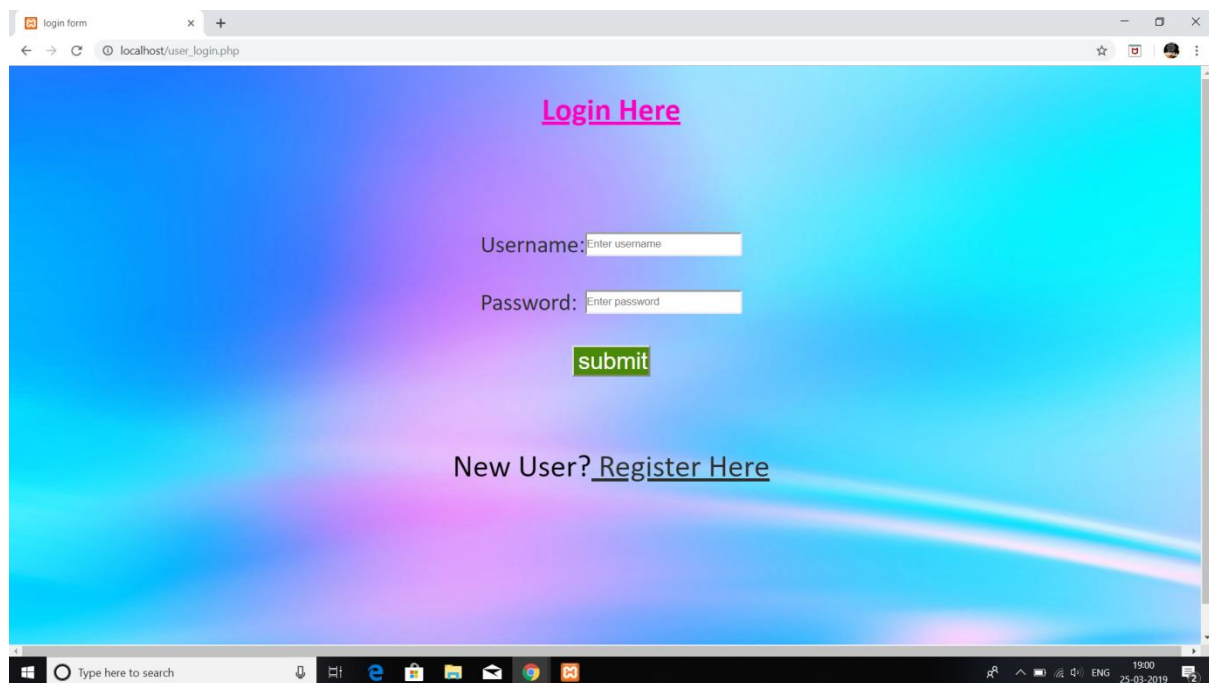 login form
localhost/user_login.php
Login Here
Username: Enter username
Password: Enter password
submit
New User? Register Here
Type here to search
ENG
19:00
25-03-2019
2